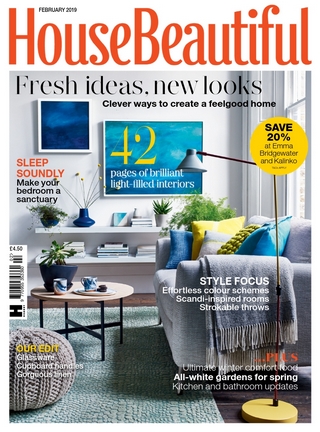 FEBRUARY 2019
HouseBeautiful
Fresh ideas, new looks
Clever ways to create a feelgood home
SAVE
20%
at Emma
Bridgewater
and Kalinko
42
pages of brilliant
light-filled interiors
SLEEP
SOUNDLY
Make your
bedroom a
sanctuary
£4.50
STYLE FOCUS
Effortless colour schemes
Scandi-inspired rooms
Strokable throws
OUR EDIT
Glassware
Cupboard handles
Gorgeous linen
...PLUS
Ultimate winter comfort food
All-white gardens for spring
Kitchen and bathroom updates
H